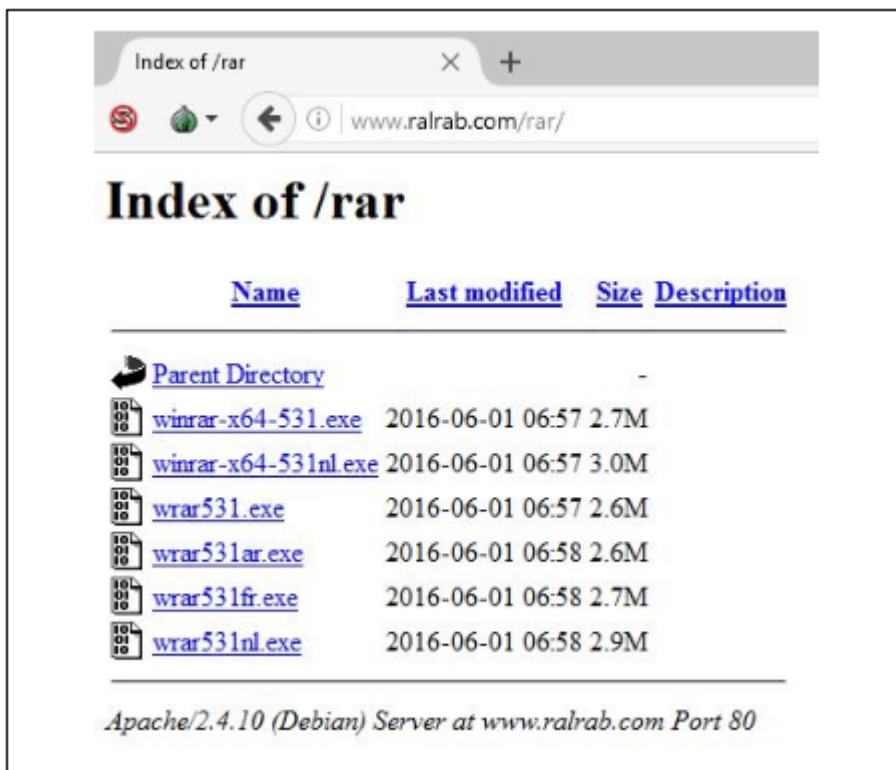 Index of /rar
www.ralrab.com/rar/
Index of /rar
Name Last modified Size Description
Parent Directory -
winrar-x64-531.exe 2016-06-01 06:57 2.7M
winrar-x64-531nl.exe 2016-06-01 06:57 3.0M
wrar531.exe 2016-06-01 06:57 2.6M
wrar531ar.exe 2016-06-01 06:58 2.6M
wrar531fr.exe 2016-06-01 06:58 2.7M
wrar531nl.exe 2016-06-01 06:58 2.9M
Apache/2.4.10 (Debian) Server at www.ralrab.com Port 80